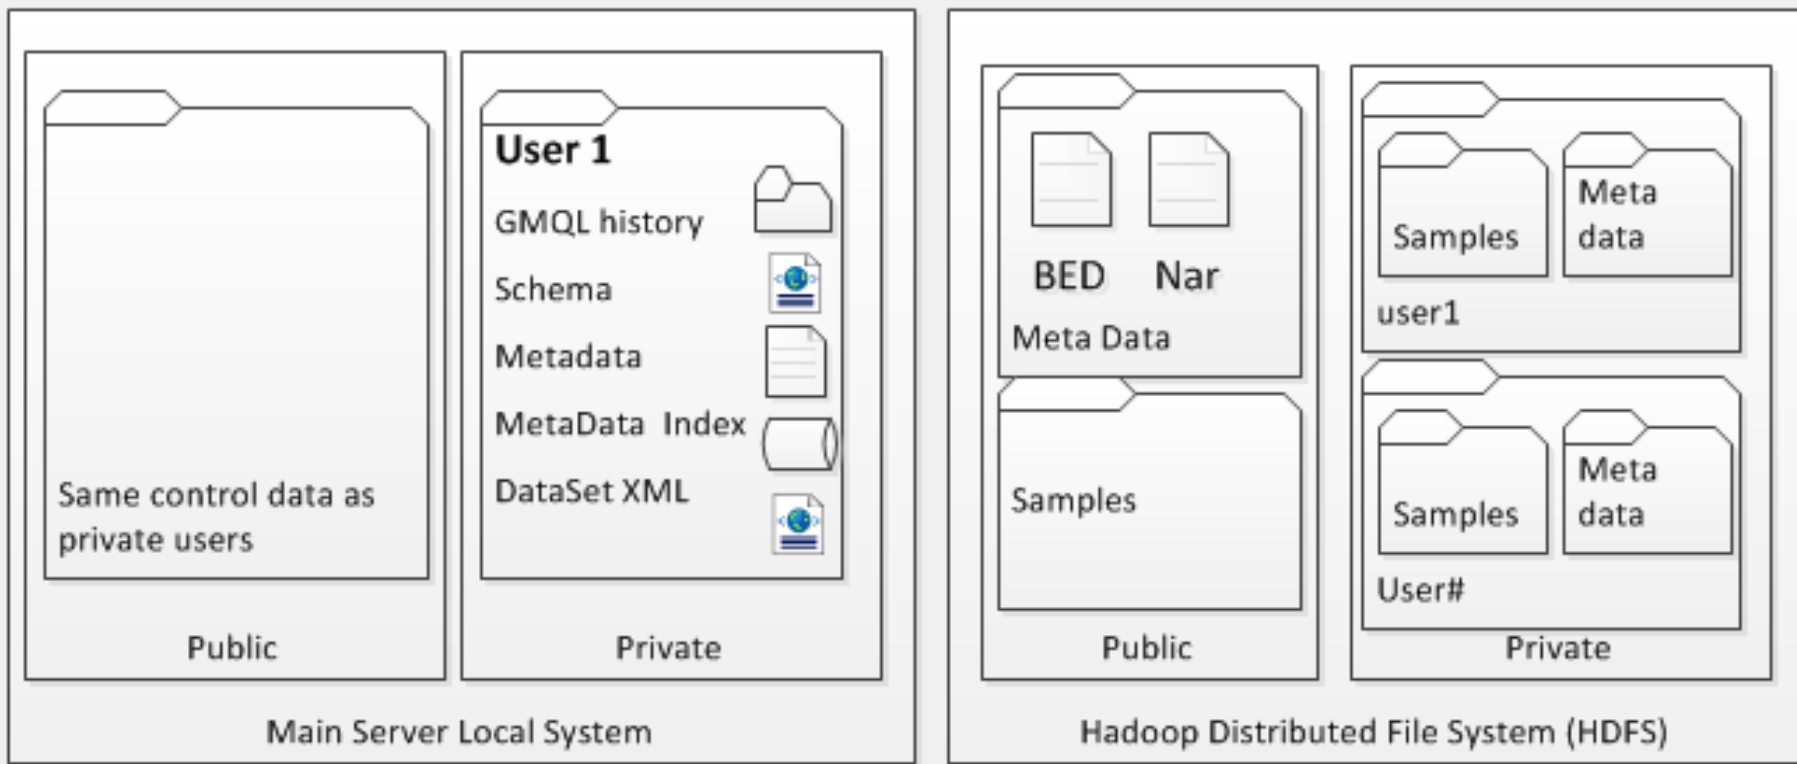 Same control data as
private users
Public
User 1
GMQL history
Schema
Metadata
MetaData Index
DataSet XML
Private
Main Server Local System
BED
Nar
Meta Data
Samples
Public
Samples
Meta
data
user1
Samples
Meta
data
User#
Private
Hadoop Distributed File System (HDFS)